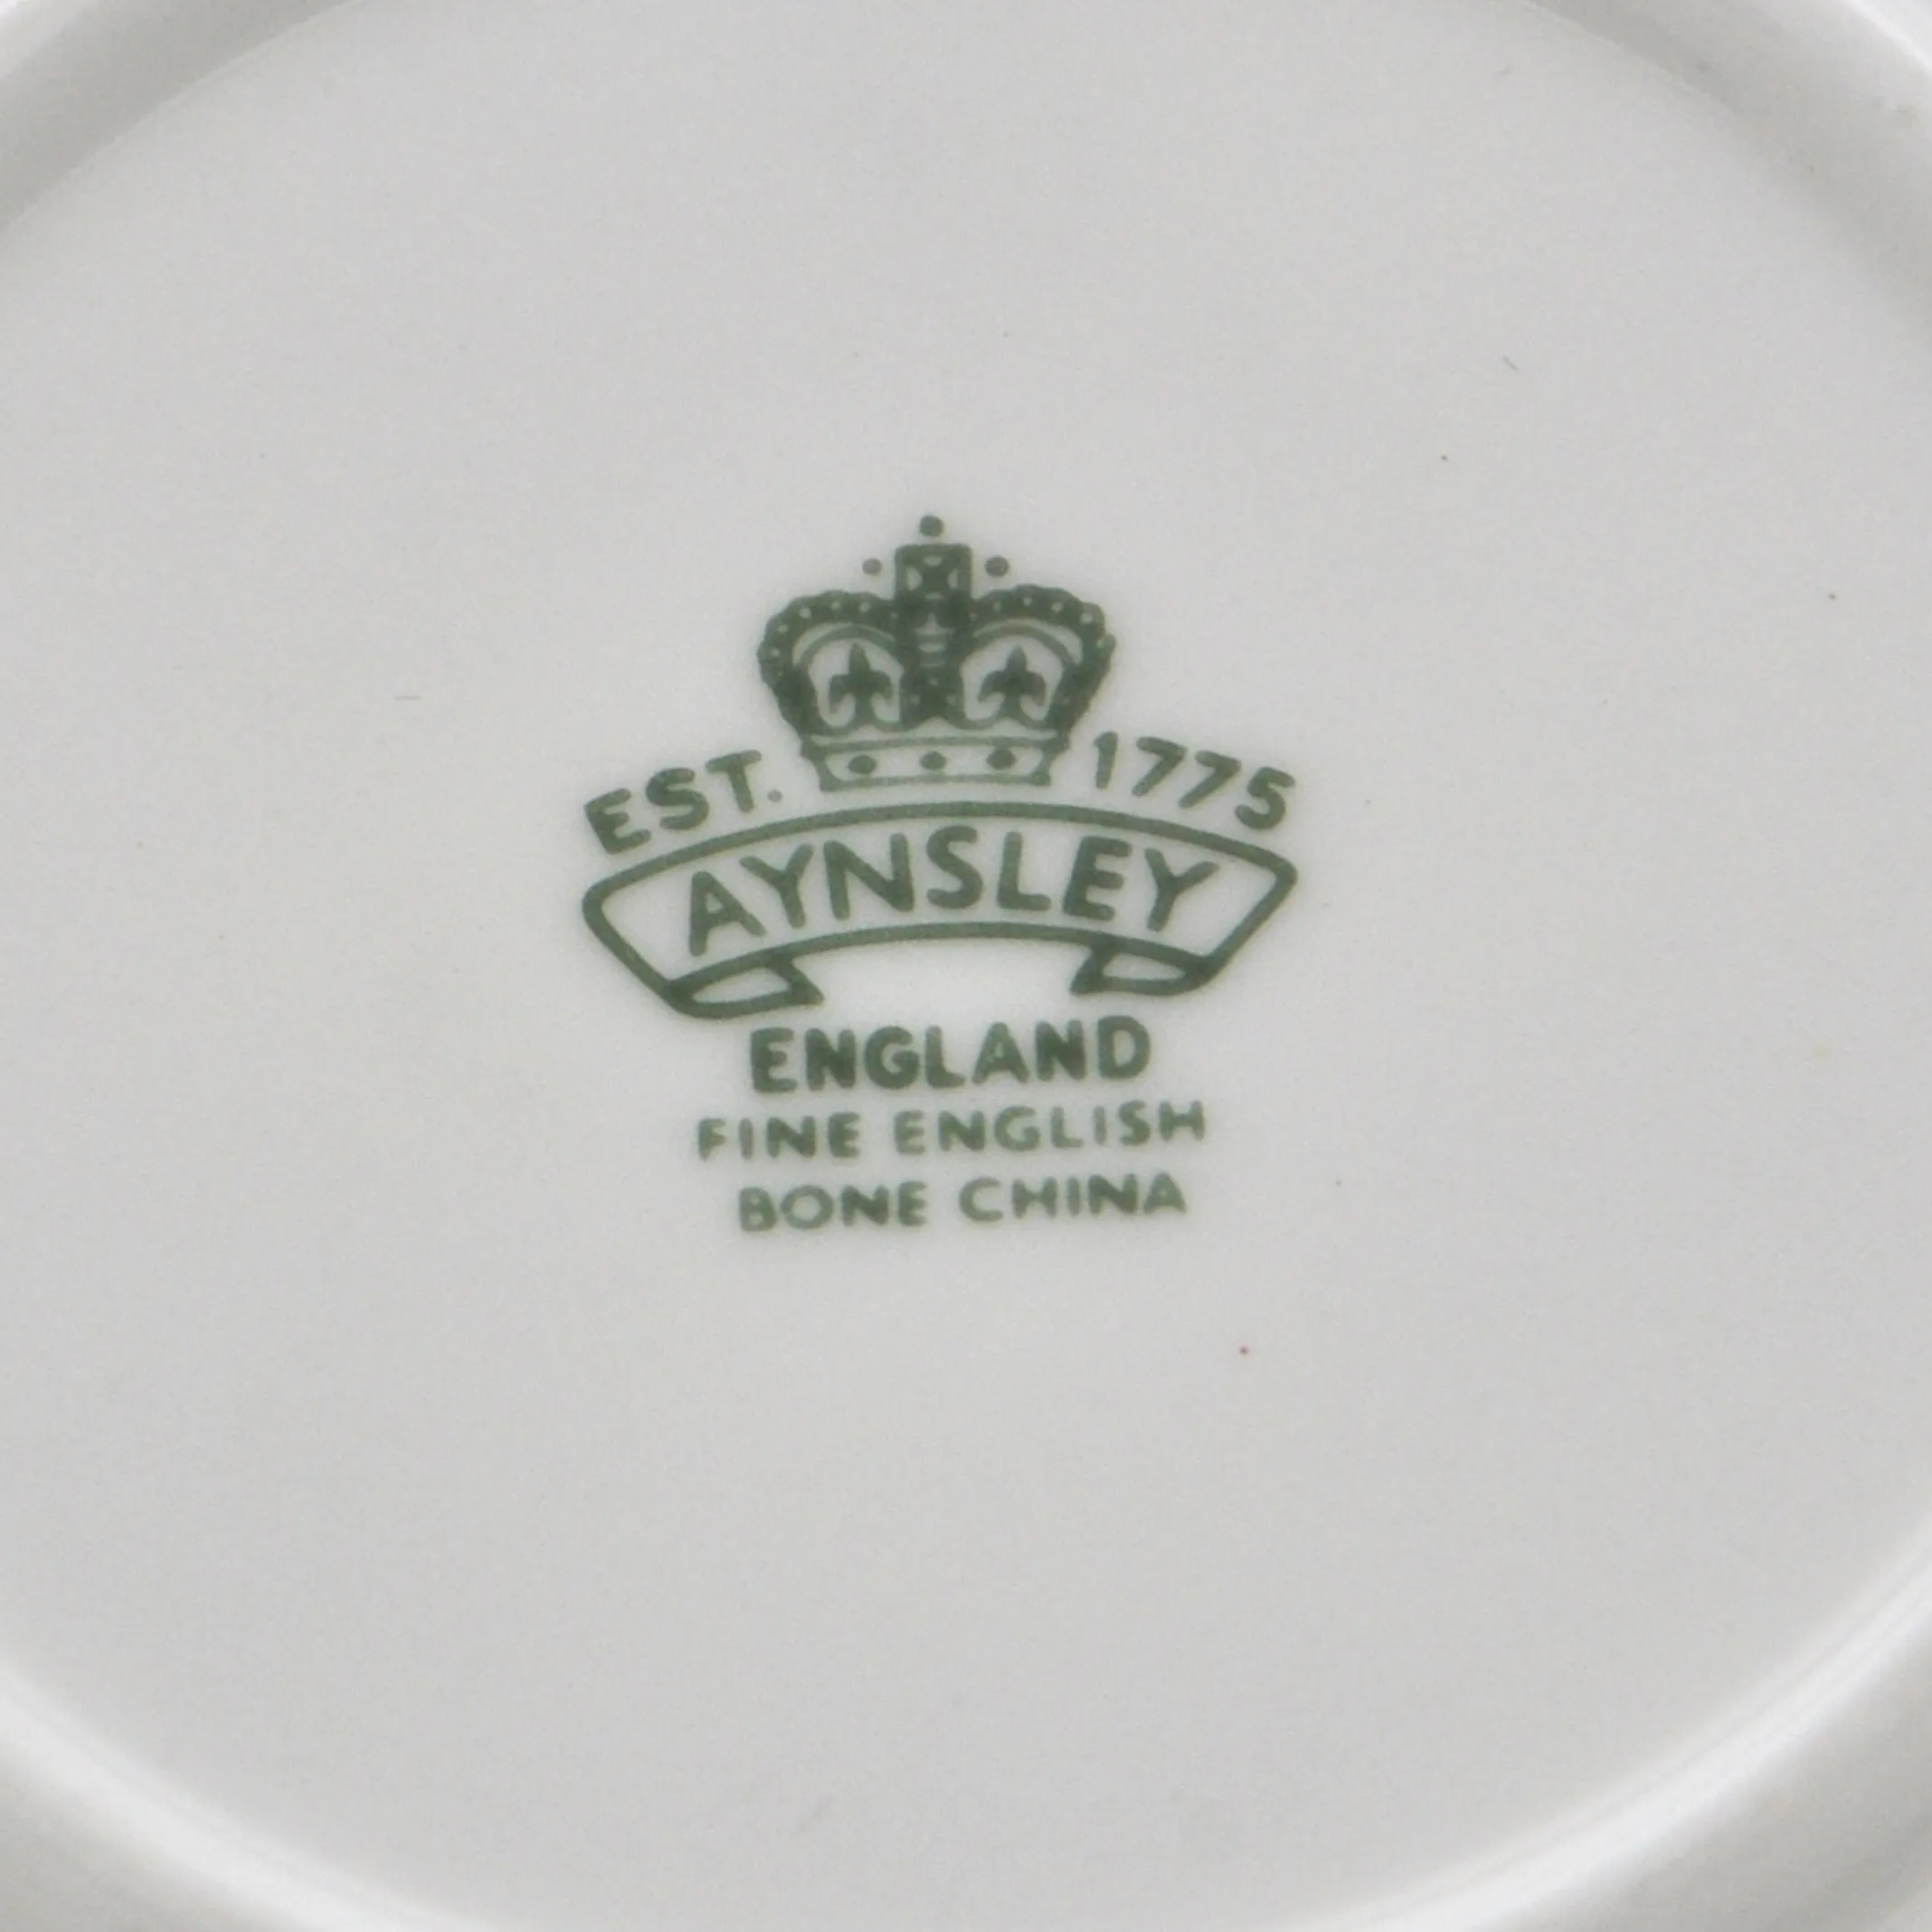 EST. 1775
AYNSLEY
ENGLAND
FINE ENGLISH
BONE CHINA